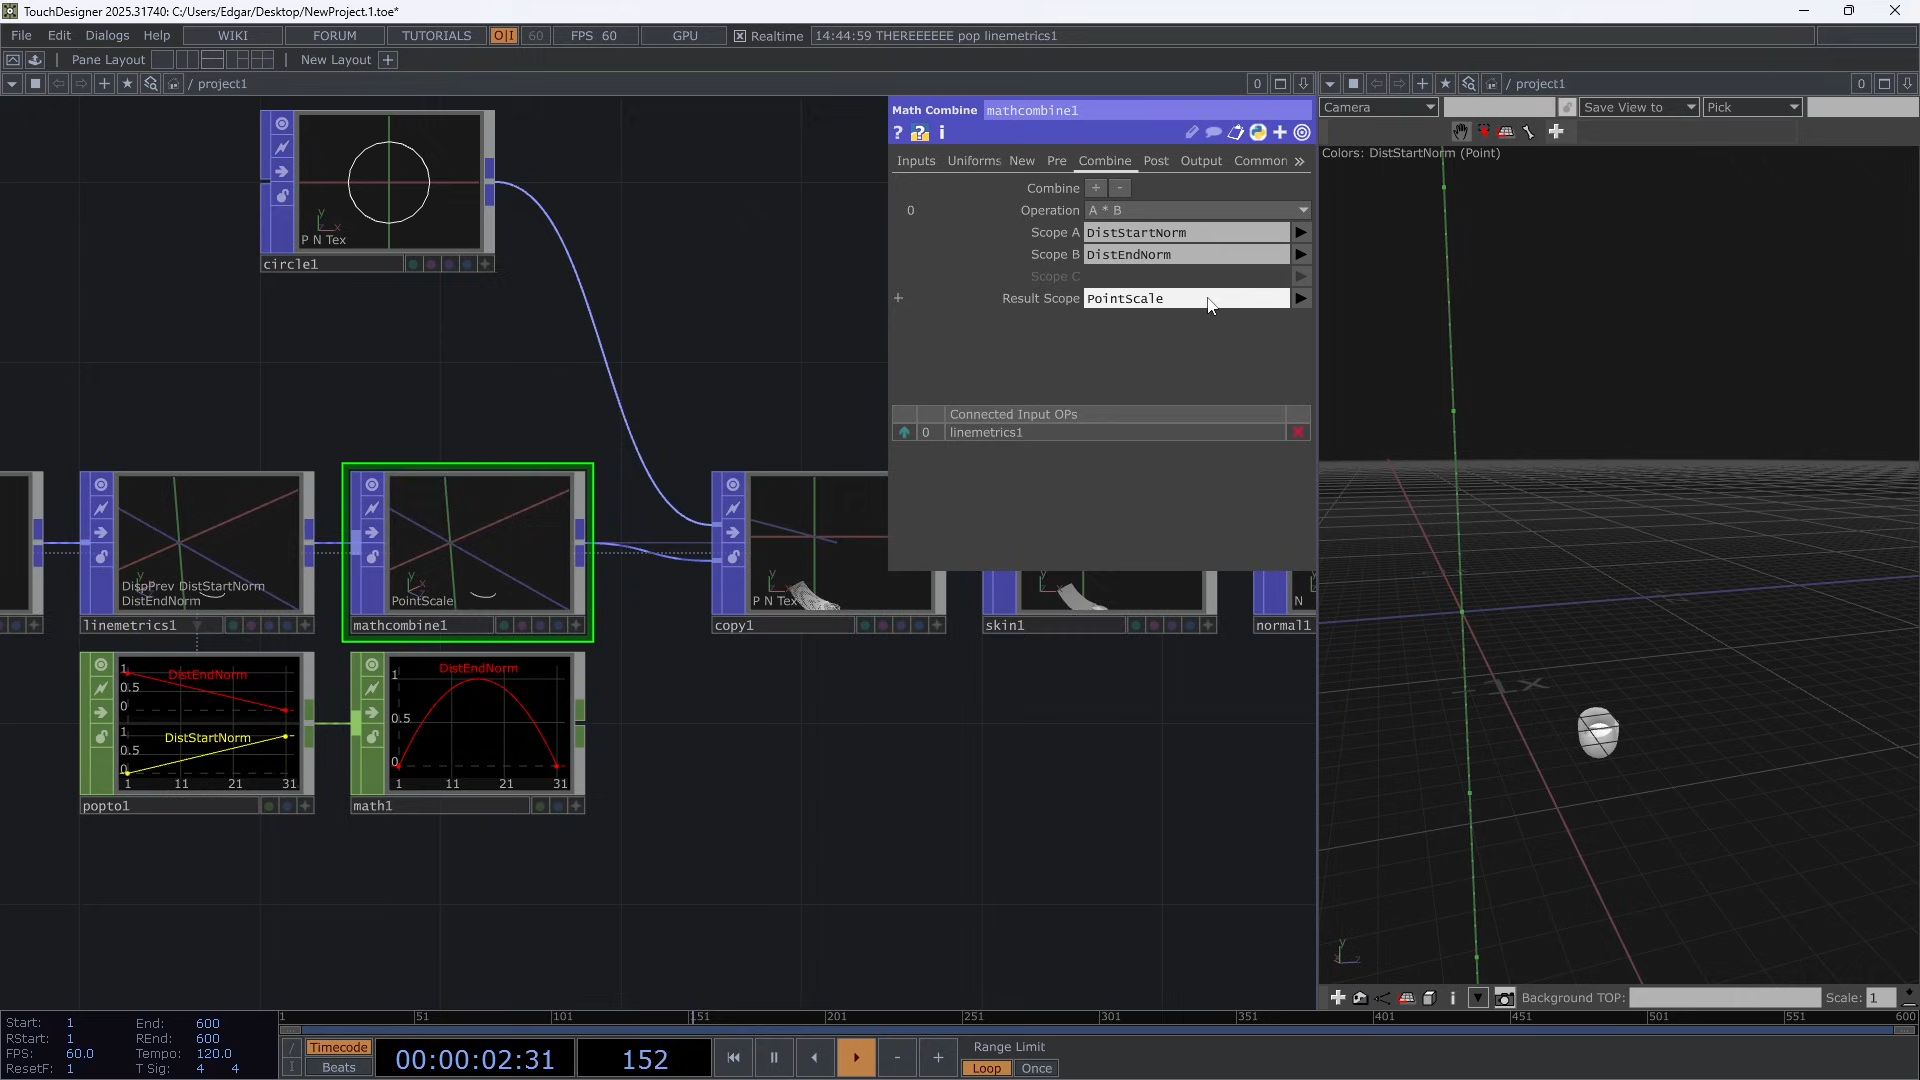 TouchDesigner 2025.31740: C:/Users/Edgar/Desktop/NewProject.1.toe*
File Edit Dialogs Help WIKI FORUM TUTORIALS O|I 60 FPS 60 GPU Realtime 14:44:59 THEREEEEEE pop linemetrics1
Pane Layout New Layout +
/ project1 0
/ project1 0
Camera Save View to Pick
Colors: DistStartNorm (Point)
Math Combine mathcombine1
Inputs Uniforms New Pre Combine Post Output Common
Combine + -
0 Operation A * B
Scope A DistStartNorm
Scope B DistEndNorm
Scope C
+ Result Scope PointScale
Connected Input OPs
0 linemetrics1
y
x
P N Tex
circle1
DispPrev DistStartNorm
DistEndNorm
linemetrics1
PointScale
mathcombine1
P N Tex
copy1
skin1
N
normal1
DistEndNorm
1
0.5
0
DistStartNorm
1
0.5
0
1 11 21 31
popto1
DistEndNorm
1
0.5
0
1 11 21 31
math1
-1X
Background TOP: Scale: 1
Start: 1 End: 600
RStart: 1 REnd: 600
FPS: 60.0 Tempo: 120.0
ResetF: 1 T Sig: 4 4
1 51 101 151 201 251 301 351 401 451 501 551 600
Timecode
Beats
00:00:02:31 152
- +
Range Limit
Loop Once